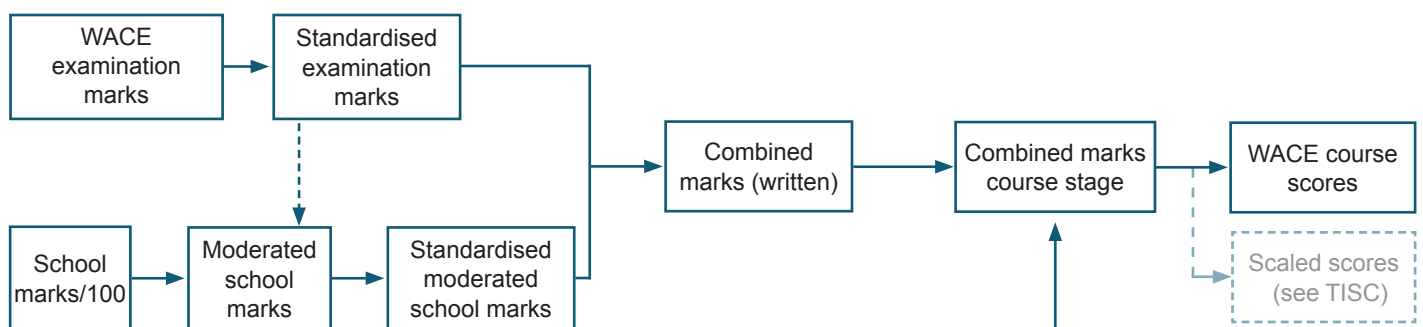 WACE
examination
marks
Standardised
examination
marks
Combined
marks (written)
Combined marks
course stage
WACE course
scores
School
marks/100
Moderated
school
marks
Standardised
moderated
school marks
Scaled scores
(see TISC)